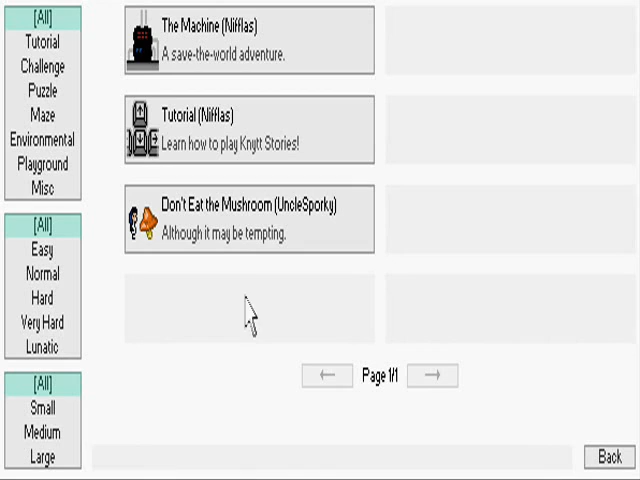 [All]
Tutorial
Challenge
Puzzle
Maze
Environmental
Playground
Misc
[All]
Easy
Normal
Hard
Very Hard
Lunatic
[All]
Small
Medium
Large
The Machine (Nifflas)
A save-the-world adventure.
Tutorial (Nifflas)
Learn how to play Knytt Stories!
Don't Eat the Mushroom (UncleSporky)
Although it may be tempting.
← Page 1/1 →
Back